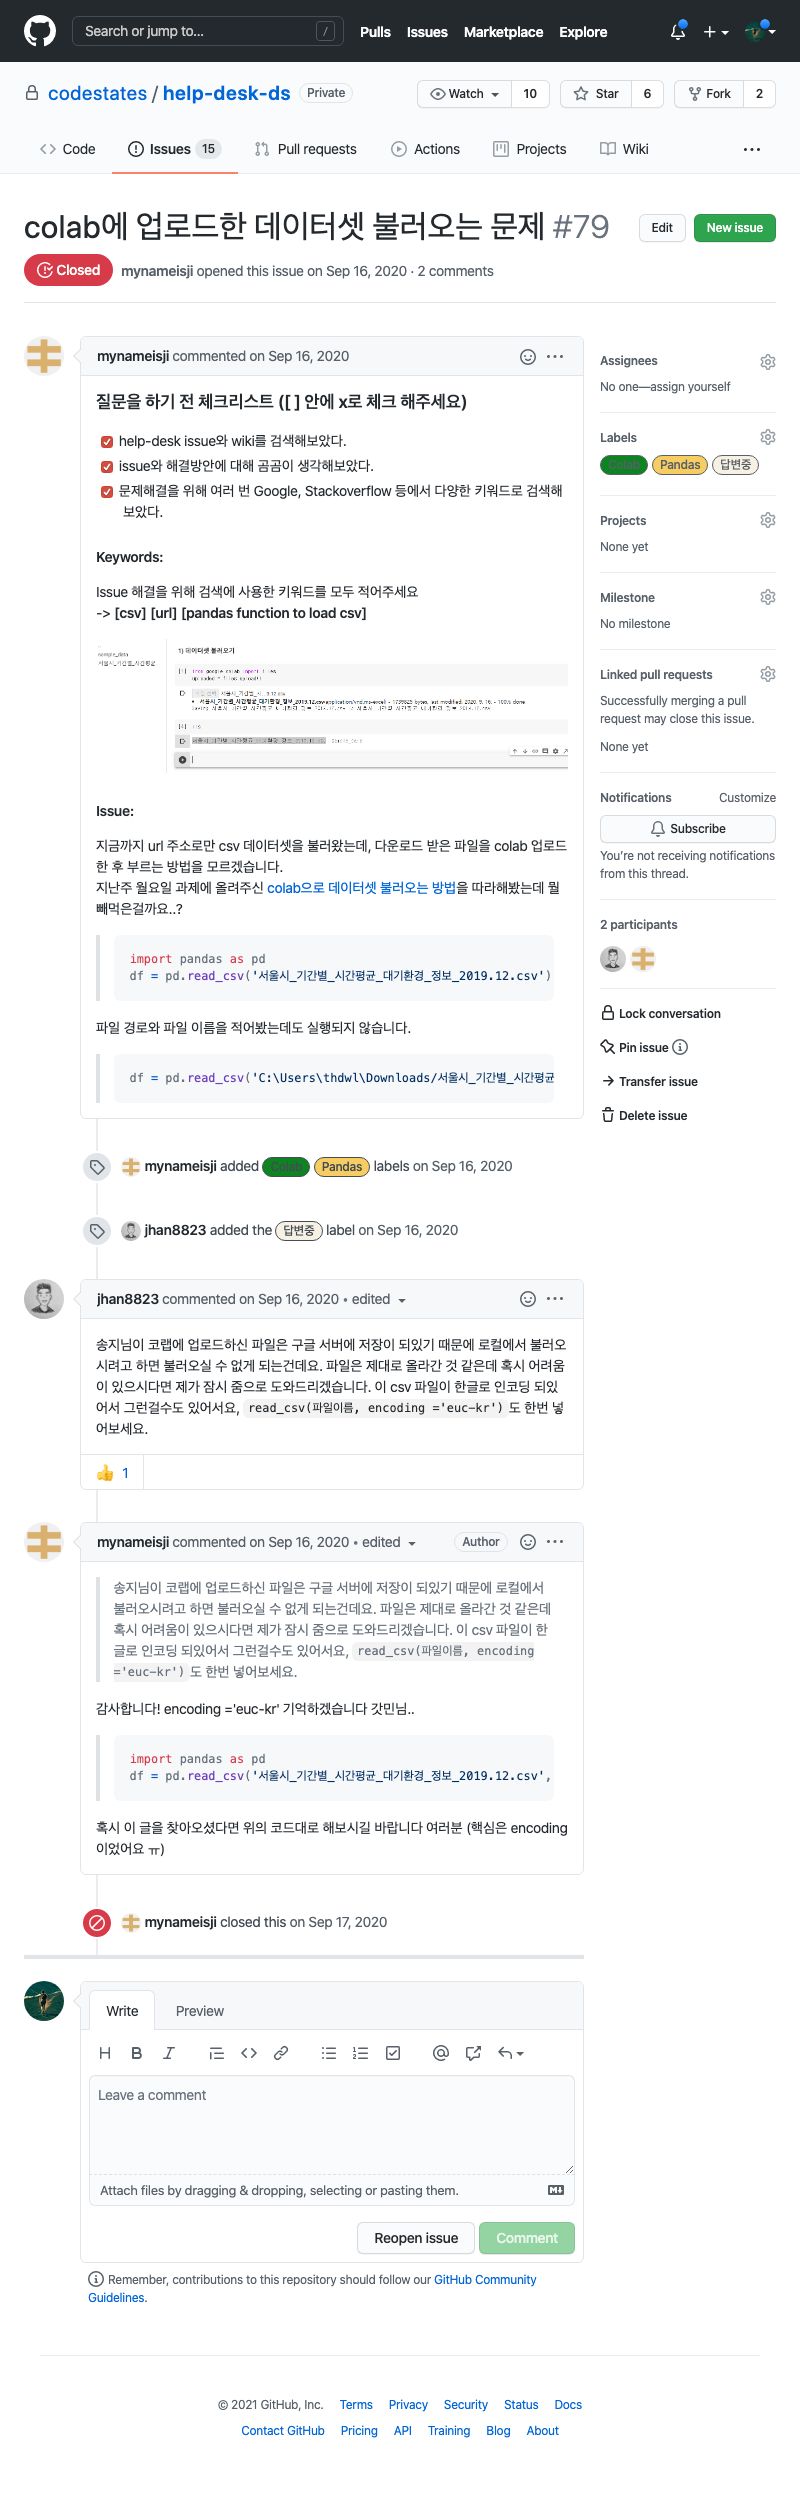 Search or jump to...
/
Pulls
Issues
Marketplace
Explore
codestates / help-desk-ds
Private
Watch
10
Star
6
Fork
2
Code
Issues 15
Pull requests
Actions
Projects
Wiki
colab에 업로드한 데이터셋 불러오는 문제 #79
Edit
New issue
Closed
mynameisji opened this issue on Sep 16, 2020 · 2 comments
mynameisji commented on Sep 16, 2020
질문을 하기 전 체크리스트 ([ ] 안에 x로 체크 해주세요)
help-desk issue와 wiki를 검색해보았다.
issue와 해결방안에 대해 곰곰이 생각해보았다.
문제해결을 위해 여러 번 Google, Stackoverflow 등에서 다양한 키워드로 검색해
보았다.
Keywords:
Issue 해결을 위해 검색에 사용한 키워드를 모두 적어주세요
-> [csv] [url] [pandas function to load csv]
sample_data
서울시_기간별_시간평균
1) 데이터셋 불러오기
from google.colab import files
Issue:
지금까지 url 주소로만 csv 데이터셋을 불러왔는데, 다운로드 받은 파일을 colab 업로드
한 후 부르는 방법을 모르겠습니다.
지난주 월요일 과제에 올려주신 colab으로 데이터셋 불러오는 방법을 따라해봤는데 뭘
빼먹은걸까요..?
import pandas as pd
df = pd.read_csv('서울시_기간별_시간평균_대기환경_정보_2019.12.csv')
파일 경로와 파일 이름을 적어봤는데도 실행되지 않습니다.
df = pd.read_csv('C:\Users\thdwl\Downloads/서울시_기간별_시간평균
mynameisji added Colab Pandas labels on Sep 16, 2020
jhan8823 added the 답변중 label on Sep 16, 2020
jhan8823 commented on Sep 16, 2020 • edited
송지님이 코랩에 업로드하신 파일은 구글 서버에 저장이 되있기 때문에 로컬에서 불러오
시려고 하면 불러오실 수 없게 되는건데요. 파일은 제대로 올라간 것 같은데 혹시 어려움
이 있으시다면 제가 잠시 줌으로 도와드리겠습니다. 이 csv 파일이 한글로 인코딩 되있
어서 그런걸수도 있어서요, read_csv(파일이름, encoding ='euc-kr') 도 한번 넣
어보세요.
👍 1
mynameisji commented on Sep 16, 2020 • edited
Author
송지님이 코랩에 업로드하신 파일은 구글 서버에 저장이 되있기 때문에 로컬에서
불러오시려고 하면 불러오실 수 없게 되는건데요. 파일은 제대로 올라간 것 같은데
혹시 어려움이 있으시다면 제가 잠시 줌으로 도와드리겠습니다. 이 csv 파일이 한
글로 인코딩 되있어서 그런걸수도 있어서요, read_csv(파일이름, encoding
='euc-kr') 도 한번 넣어보세요.
감사합니다! encoding ='euc-kr' 기억하겠습니다 갓민님..
import pandas as pd
df = pd.read_csv('서울시_기간별_시간평균_대기환경_정보_2019.12.csv',
혹시 이 글을 찾아오셨다면 위의 코드대로 해보시길 바랍니다 여러분 (핵심은 encoding
이었어요 ㅠ)
mynameisji closed this on Sep 17, 2020
Write
Preview
Leave a comment
Attach files by dragging & dropping, selecting or pasting them.
Reopen issue
Comment
Remember, contributions to this repository should follow our GitHub Community
Guidelines.
Assignees
No one—assign yourself
Labels
Colab
Pandas
답변중
Projects
None yet
Milestone
No milestone
Linked pull requests
Successfully merging a pull
request may close this issue.
None yet
Notifications
Customize
Subscribe
You're not receiving notifications
from this thread.
2 participants
Lock conversation
Pin issue
Transfer issue
Delete issue
© 2021 GitHub, Inc.
Terms
Privacy
Security
Status
Docs
Contact GitHub
Pricing
API
Training
Blog
About